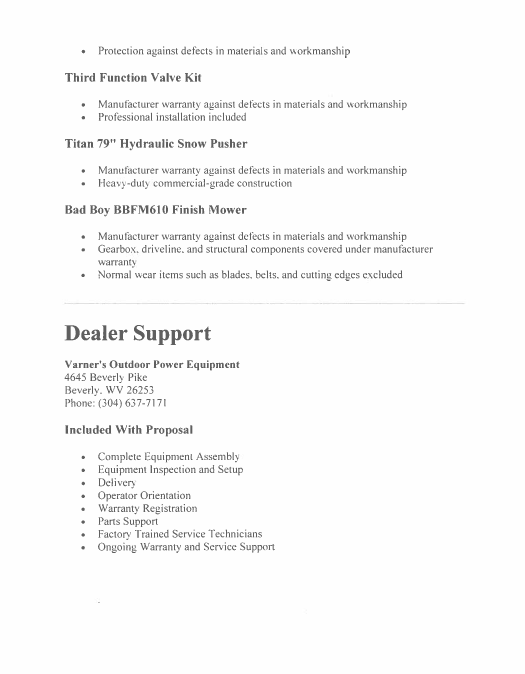 • Protection against defects in materials and workmanship
Third Function Valve Kit
• Manufacturer warranty against defects in materials and workmanship
• Professional installation included
Titan 79" Hydraulic Snow Pusher
• Manufacturer warranty against defects in materials and workmanship
• Heavy-duty commercial-grade construction
Bad Boy BBFM610 Finish Mower
• Manufacturer warranty against defects in materials and workmanship
• Gearbox, driveline, and structural components covered under manufacturer
warranty
• Normal wear items such as blades, belts, and cutting edges excluded
Dealer Support
Varner's Outdoor Power Equipment
4645 Beverly Pike
Beverly, WV 26253
Phone: (304) 637-7171
Included With Proposal
• Complete Equipment Assembly
• Equipment Inspection and Setup
• Delivery
• Operator Orientation
• Warranty Registration
• Parts Support
• Factory Trained Service Technicians
• Ongoing Warranty and Service Support